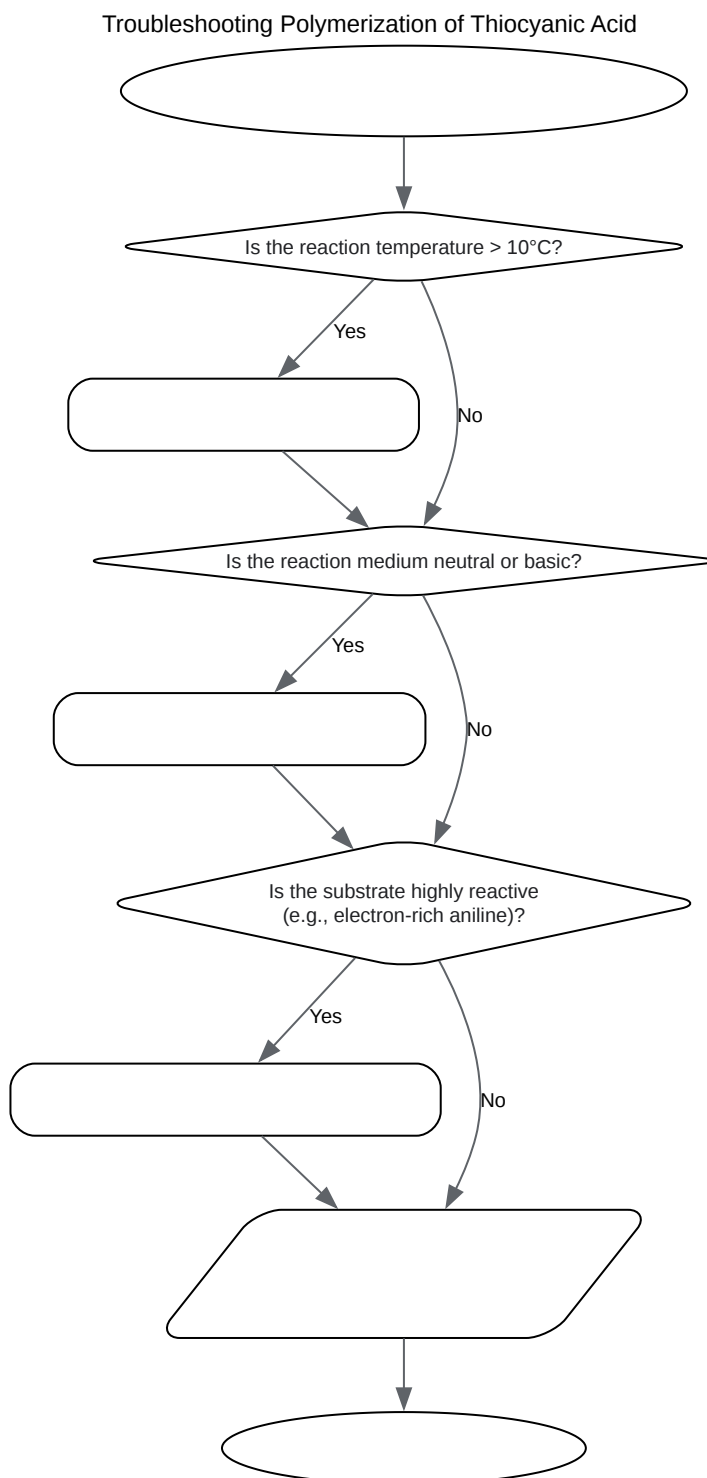 Troubleshooting Polymerization of Thiocyanic Acid
Is the reaction temperature > 10°C?
Yes
No
Is the reaction medium neutral or basic?
Yes
No
Is the substrate highly reactive
(e.g., electron-rich aniline)?
Yes
No